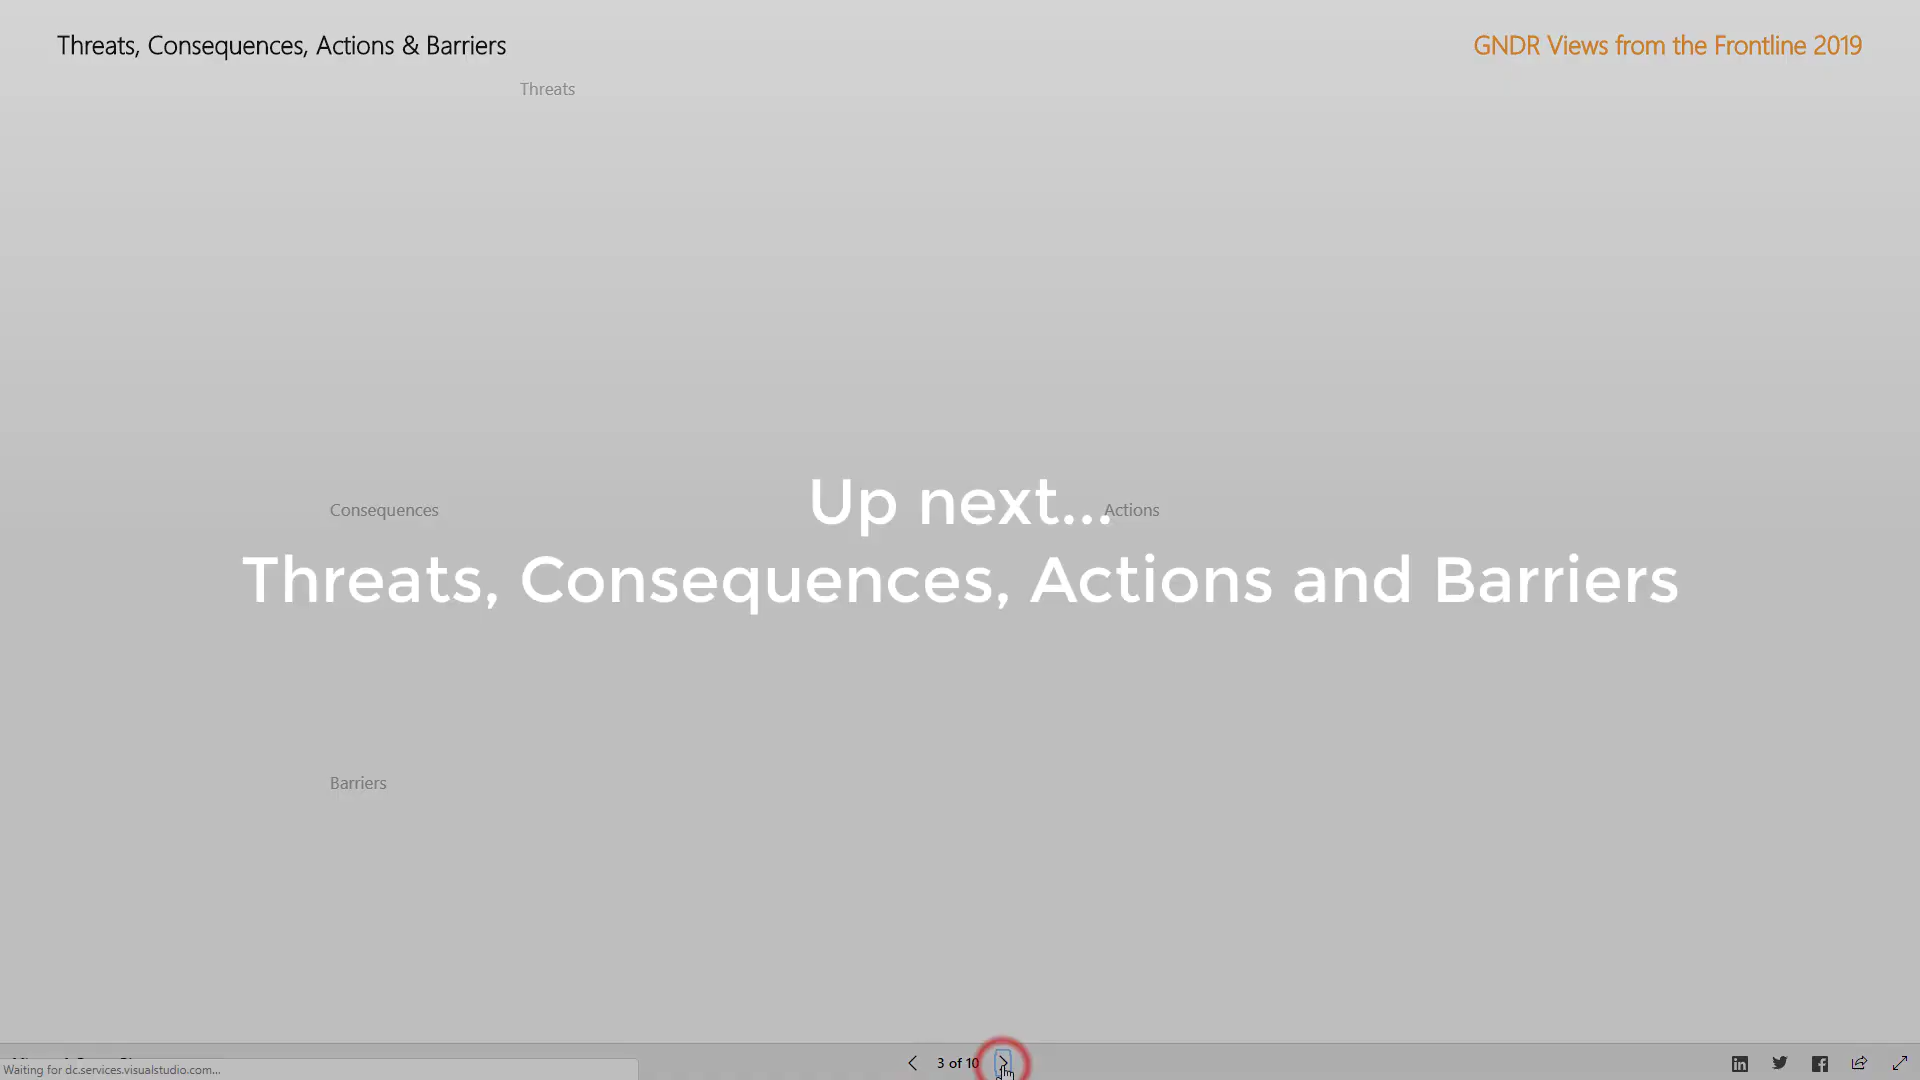 Threats, Consequences, Actions & Barriers
GNDR Views from the Frontline 2019
Threats
Up next...
Consequences
Actions
Threats, Consequences, Actions and Barriers
Barriers
3 of 10
Waiting for dc.services.visualstudio.com...